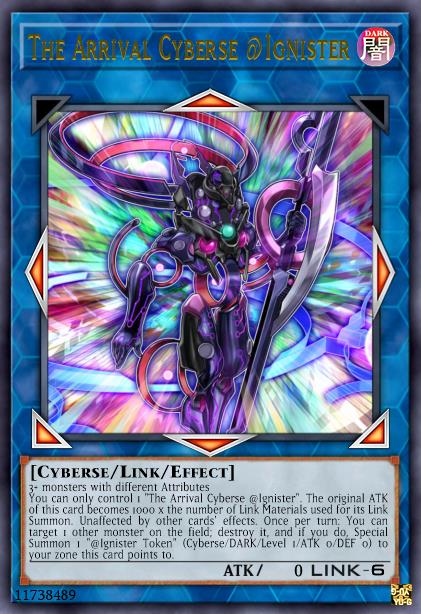 The Arrival Cyberse @Ignister
DARK
闇
[Cyberse/Link/Effect]
3+ monsters with different Attributes
You can only control 1 "The Arrival Cyberse @Ignister". The original ATK
of this card becomes 1000 x the number of Link Materials used for its Link
Summon. Unaffected by other cards' effects. Once per turn: You can
target 1 other monster on the field; destroy it, and if you do, Special
Summon 1 "@Ignister Token" (Cyberse/DARK/Level 1/ATK 0/DEF 0) to
your zone this card points to.
ATK/ 0 LINK-6
11738489